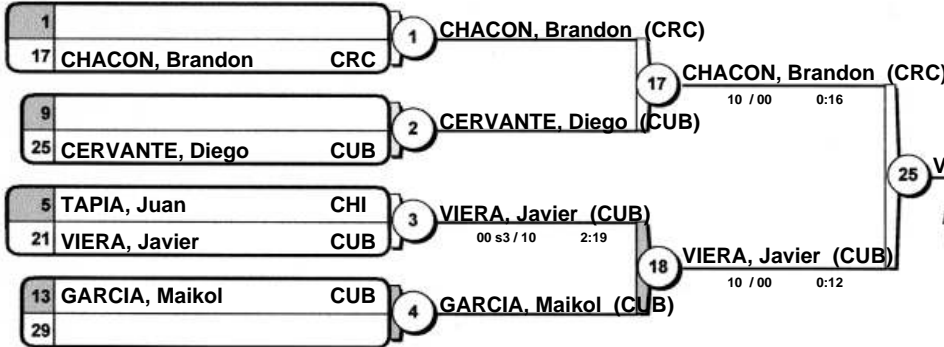 1
17 CHACON, Brandon CRC
1
CHACON, Brandon (CRC)
9
25 CERVANTE, Diego CUB
2
CERVANTE, Diego (CUB)
17
CHACON, Brandon (CRC)
10 / 00 0:16
5 TAPIA, Juan CHI
21 VIERA, Javier CUB
3
VIERA, Javier (CUB)
00 s3 / 10 2:19
13 GARCIA, Maikol CUB
29
4
GARCIA, Maikol (CUB)
18
VIERA, Javier (CUB)
10 / 00 0:12
25